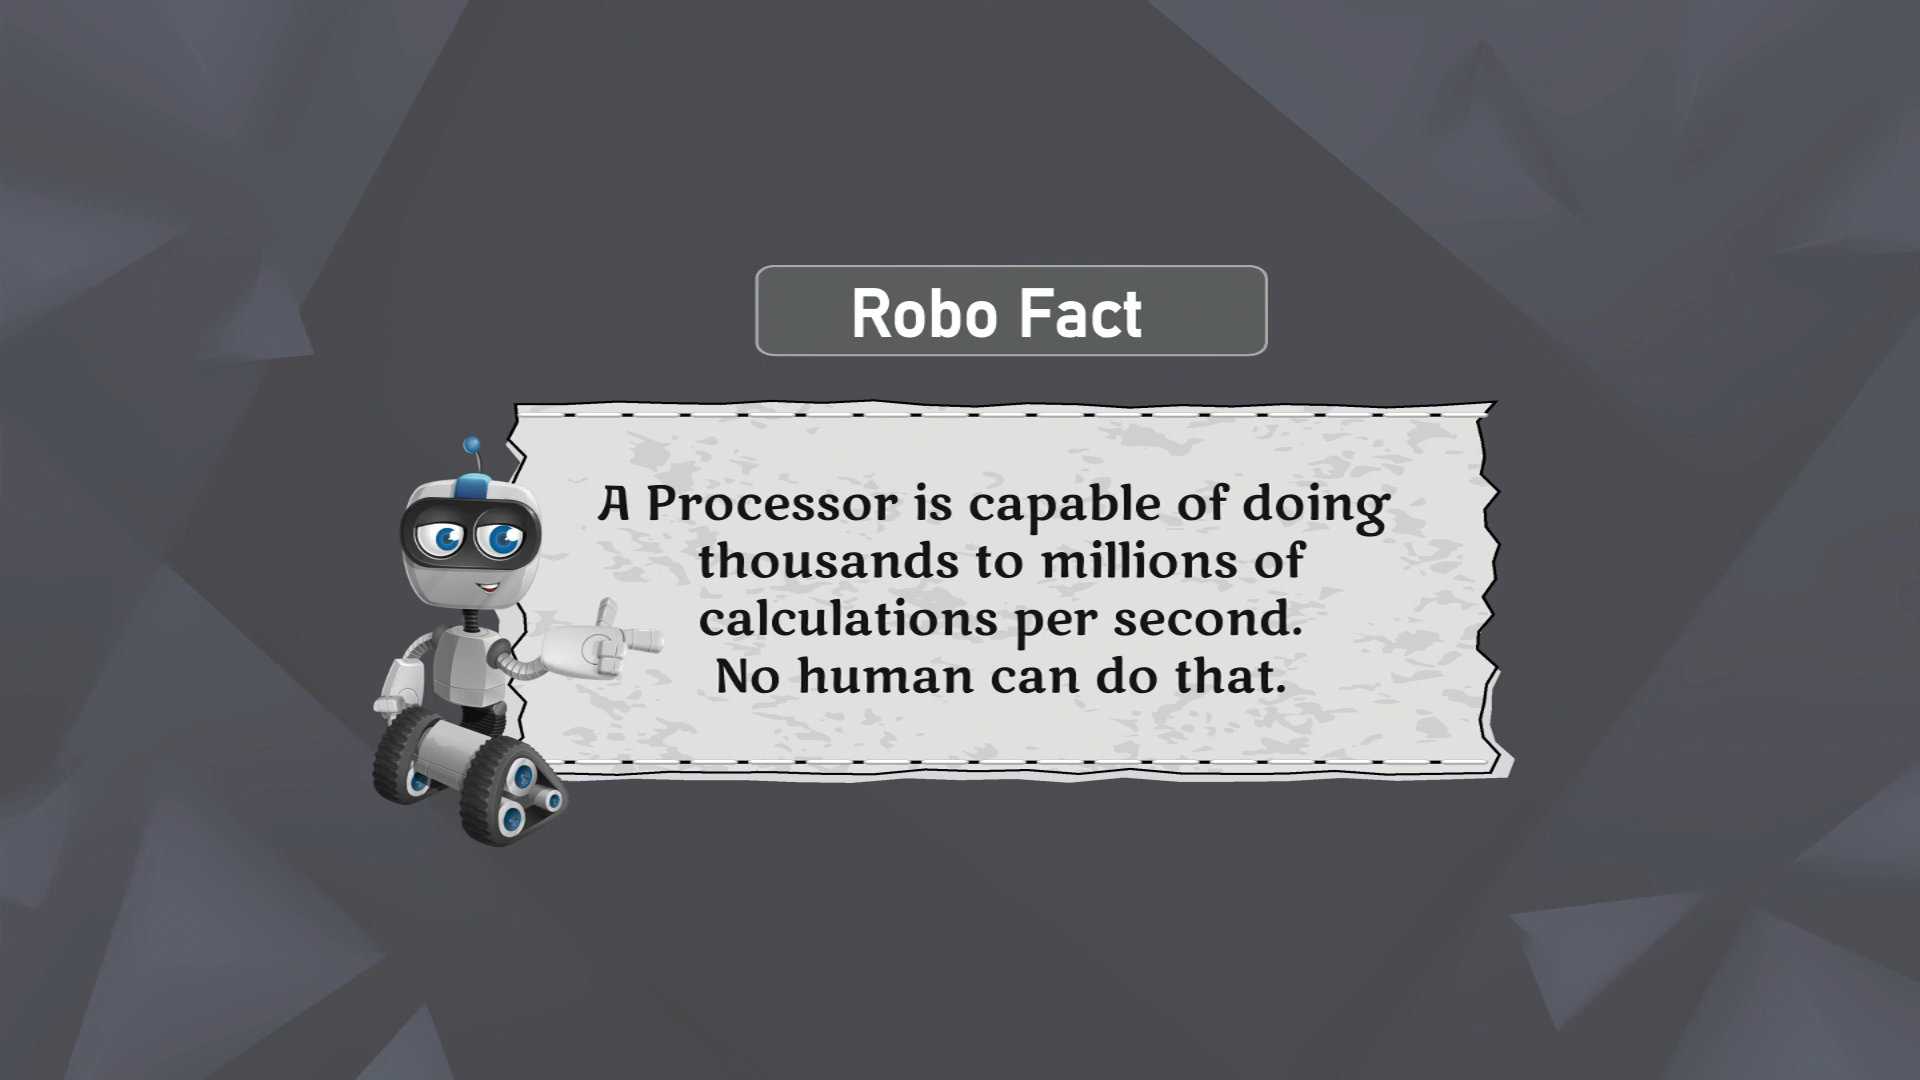 Robo Fact
A Processor is capable of doing
thousands to millions of
calculations per second.
No human can do that.